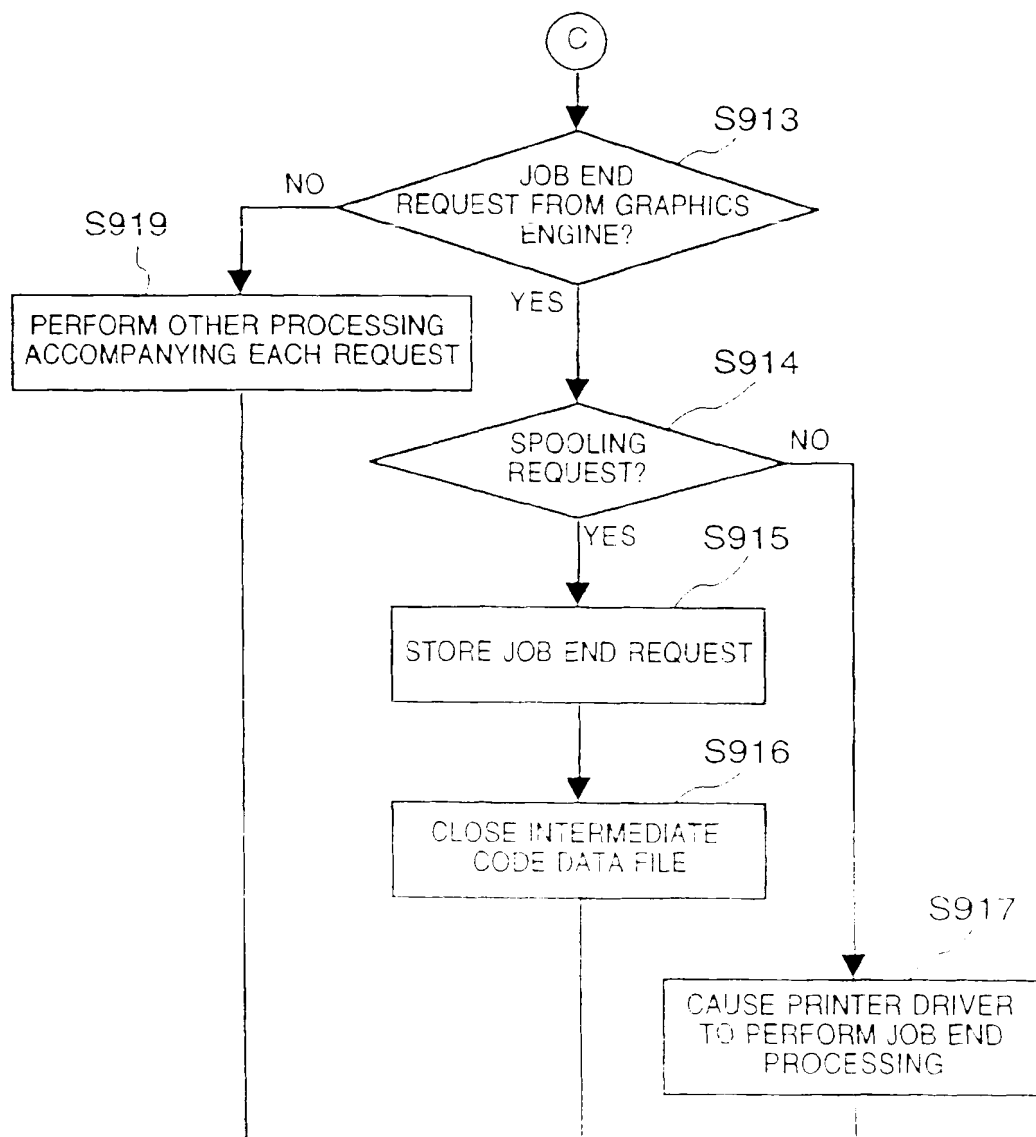 C
S913
JOB END
REQUEST FROM GRAPHICS
ENGINE?
NO
YES
S919
PERFORM OTHER PROCESSING
ACCOMPANYING EACH REQUEST
S914
SPOOLING
REQUEST?
NO
YES
S915
STORE JOB END REQUEST
S916
CLOSE INTERMEDIATE
CODE DATA FILE
S917
CAUSE PRINTER DRIVER
TO PERFORM JOB END
PROCESSING